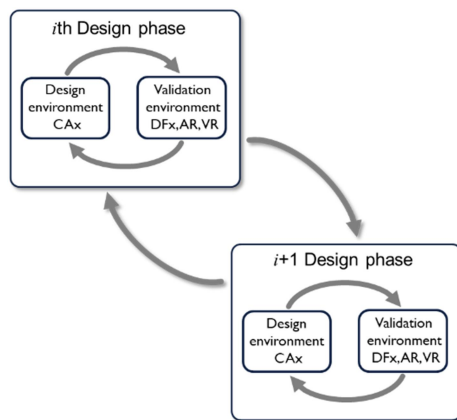 ith Design phase
Design
environment
CAx
Validation
environment
DFx,AR,VR
i+1 Design phase
Design
environment
CAx
Validation
environment
DFx,AR,VR